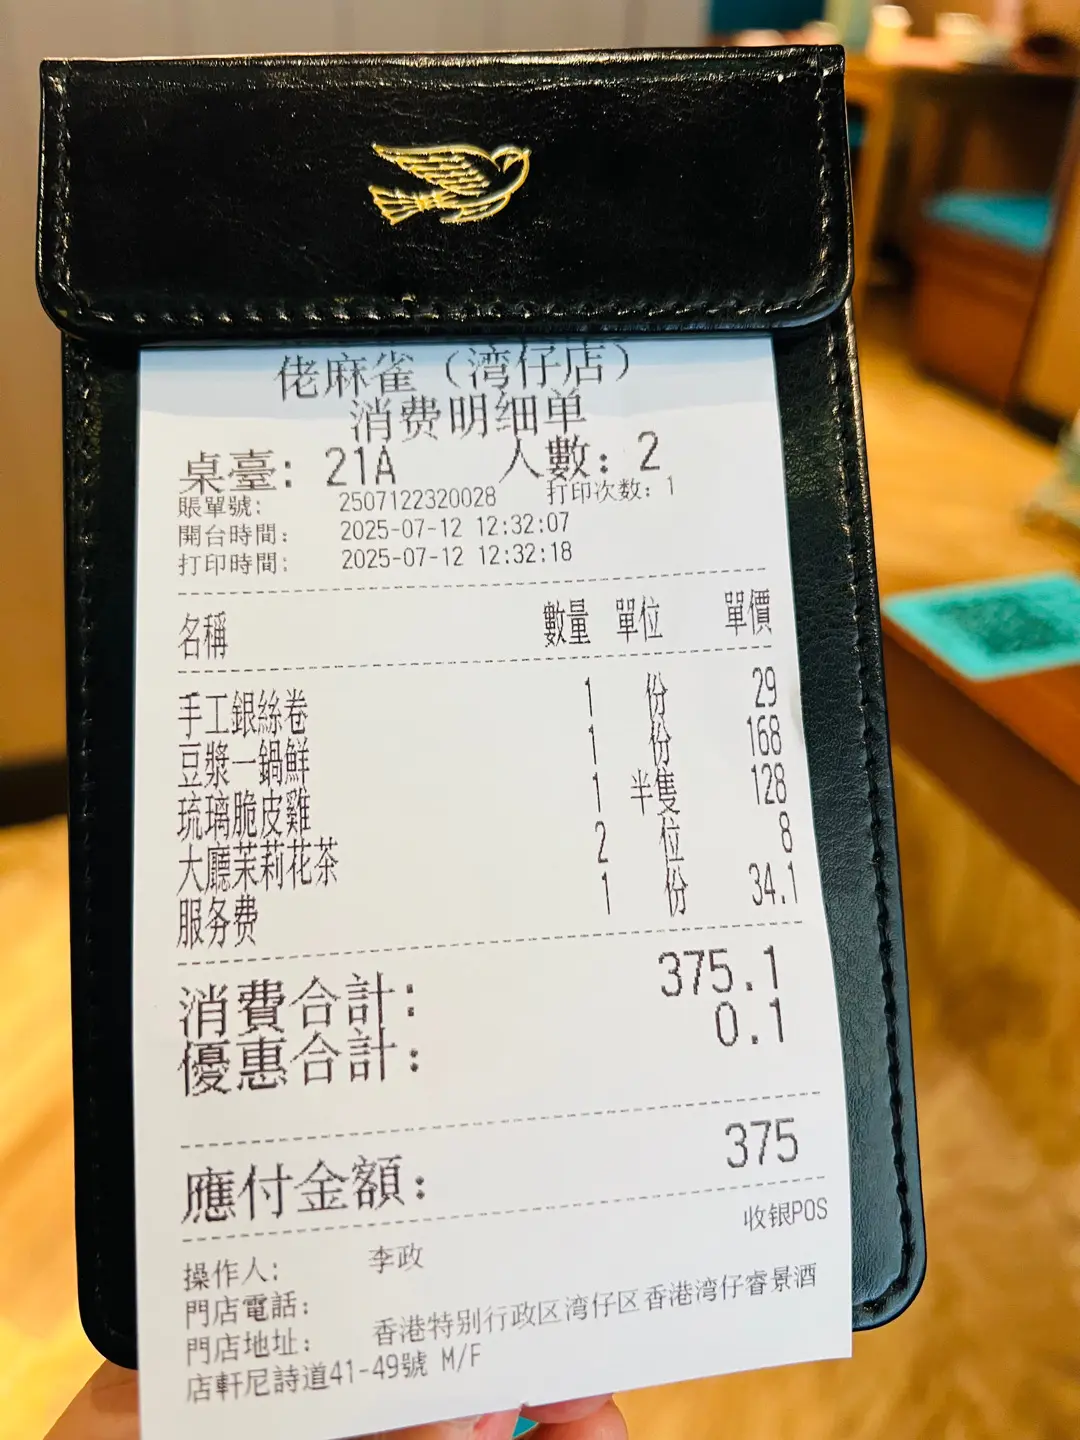 佬麻雀（湾仔店）
消费明细单
桌臺: 21A 人數: 2
賬單號: 2507122320028 打印次数: 1
開台時間: 2025-07-12 12:32:07
打印時間: 2025-07-12 12:32:18
名稱 數量 單位 單價
手工銀絲卷 1 份 29
豆漿一鍋鮮 1 份 168
琉璃脆皮雞 1 半隻 128
大廳茉莉花茶 2 位 8
服务费 1 份 34.1
消費合計: 375.1
優惠合計: 0.1
應付金額: 375
收银POS
操作人: 李政
門店電話:
門店地址: 香港特别行政区湾仔区香港湾仔睿景酒
店軒尼詩道41-49號 M/F